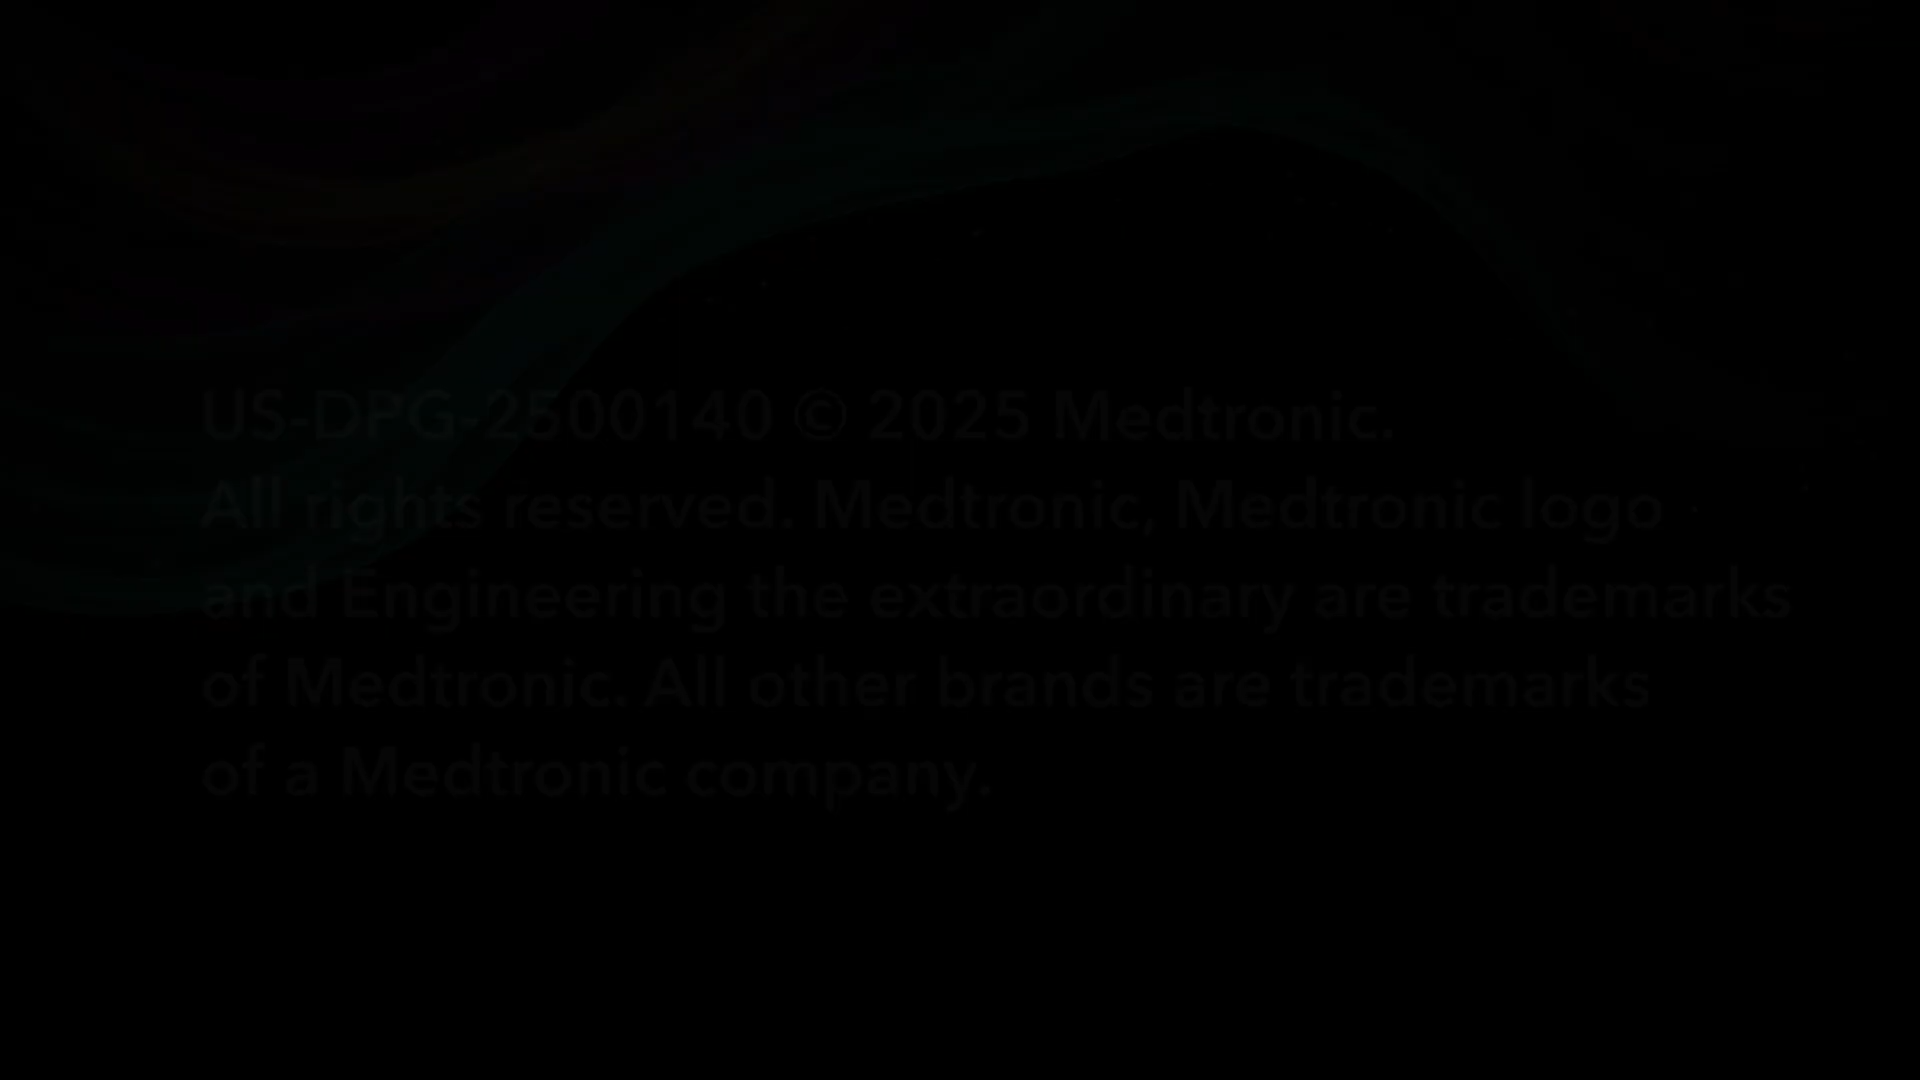 US-DPG-2500140 © 2025 Medtronic.
All rights reserved. Medtronic, Medtronic logo
and Engineering the extraordinary are trademarks
of Medtronic. All other brands are trademarks
of a Medtronic company.